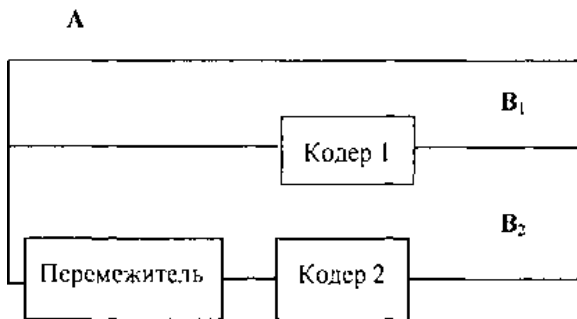 A
B₁
Кодер 1
B₂
Перемежитель
Кодер 2